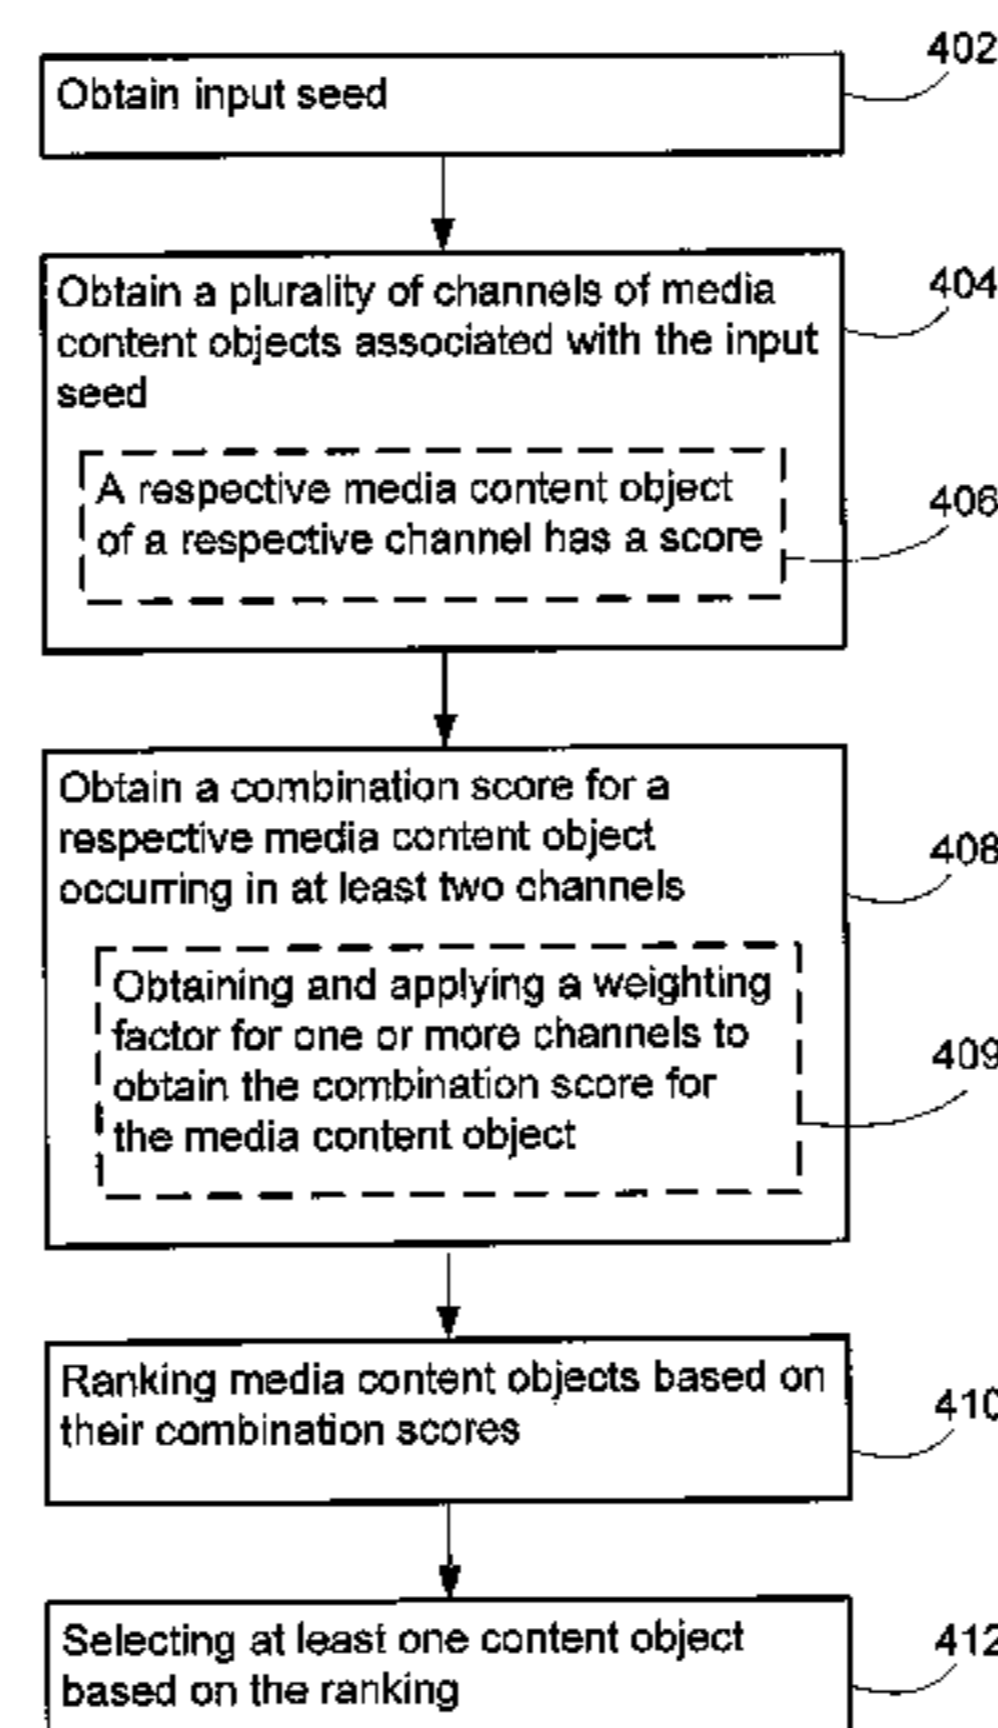 402
Obtain input seed
404
Obtain a plurality of channels of media
content objects associated with the input
seed
406
A respective media content object
of a respective channel has a score
408
Obtain a combination score for a
respective media content object
occurring in at least two channels
409
Obtaining and applying a weighting
factor for one or more channels to
obtain the combination score for
the media content object
410
Ranking media content objects based on
their combination scores
412
Selecting at least one content object
based on the ranking